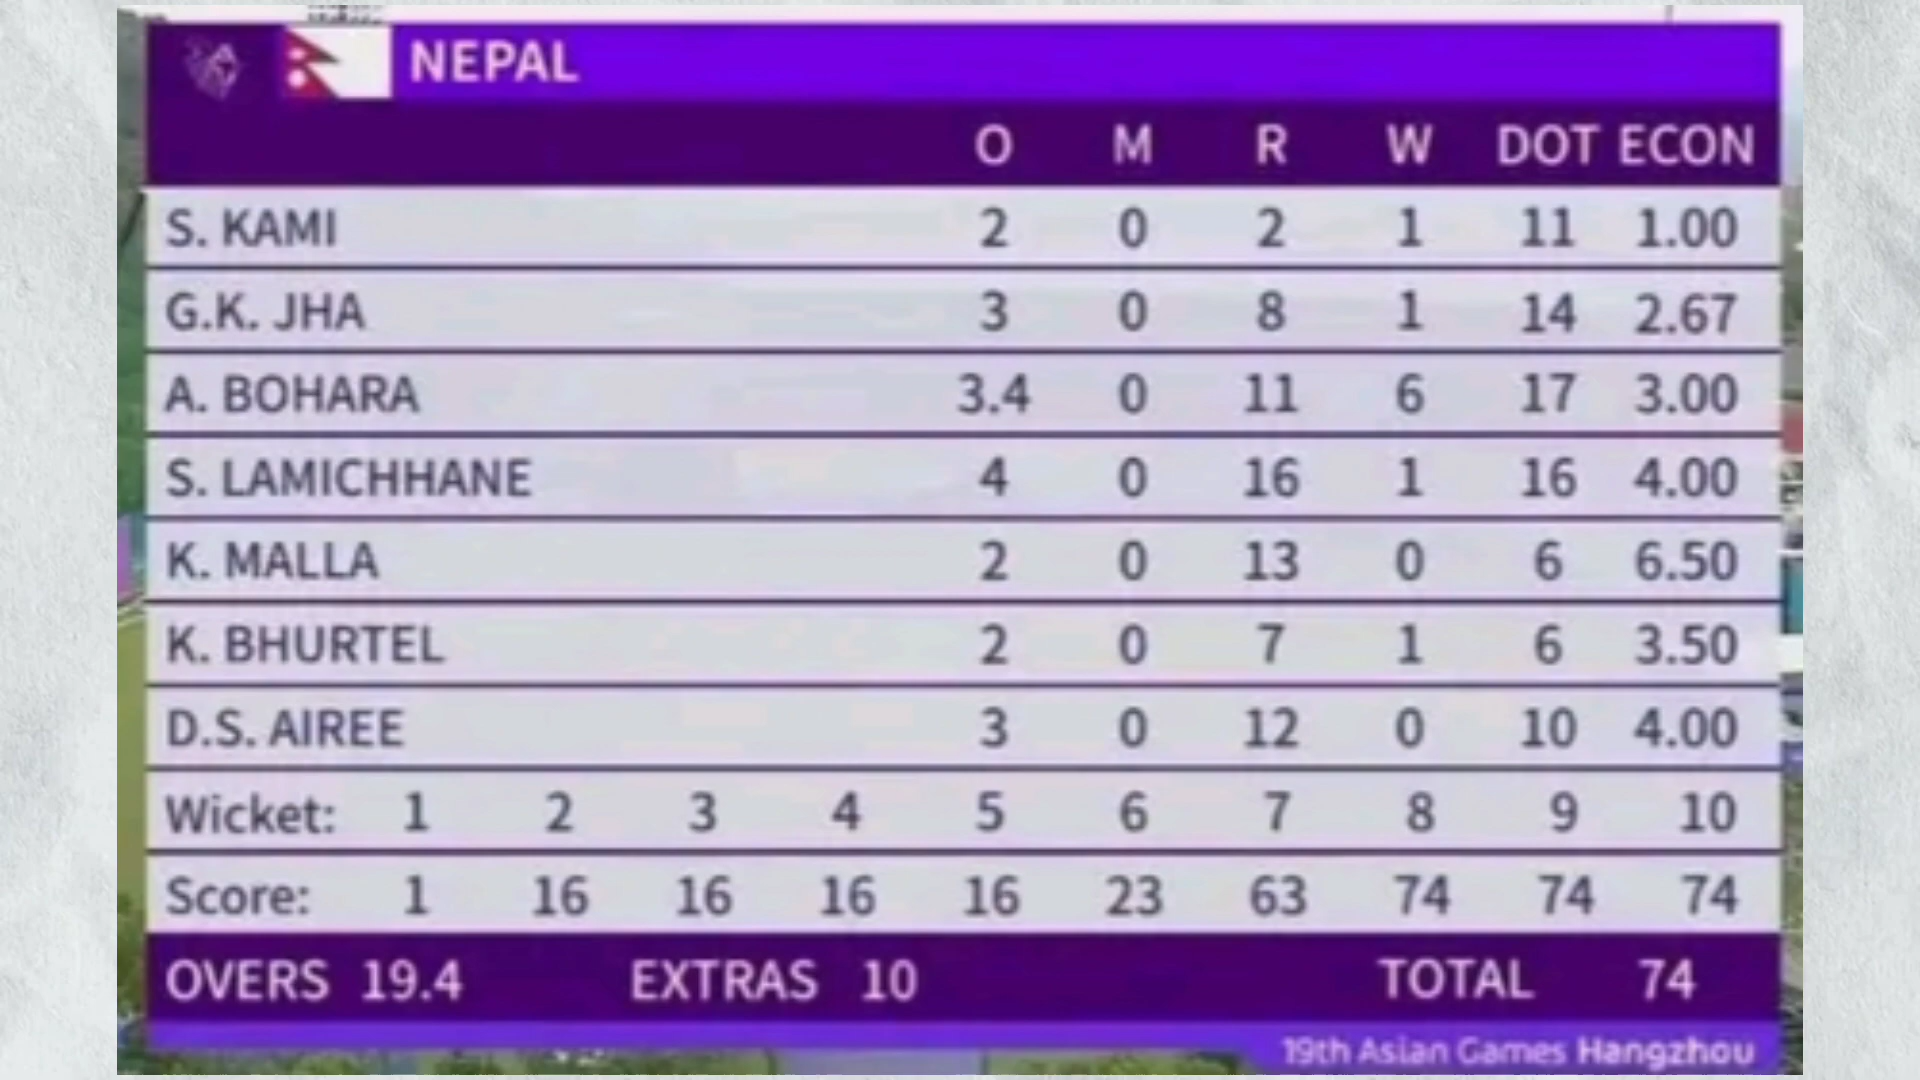 NEPAL
O M R W DOT ECON
S. KAMI 2 0 2 1 11 1.00
G.K. JHA 3 0 8 1 14 2.67
A. BOHARA 3.4 0 11 6 17 3.00
S. LAMICHHANE 4 0 16 1 16 4.00
K. MALLA 2 0 13 0 6 6.50
K. BHURTEL 2 0 7 1 6 3.50
D.S. AIREE 3 0 12 0 10 4.00
Wicket: 1 2 3 4 5 6 7 8 9 10
Score: 1 16 16 16 16 23 63 74 74 74
OVERS 19.4 EXTRAS 10 TOTAL 74
19th Asian Games Hangzhou